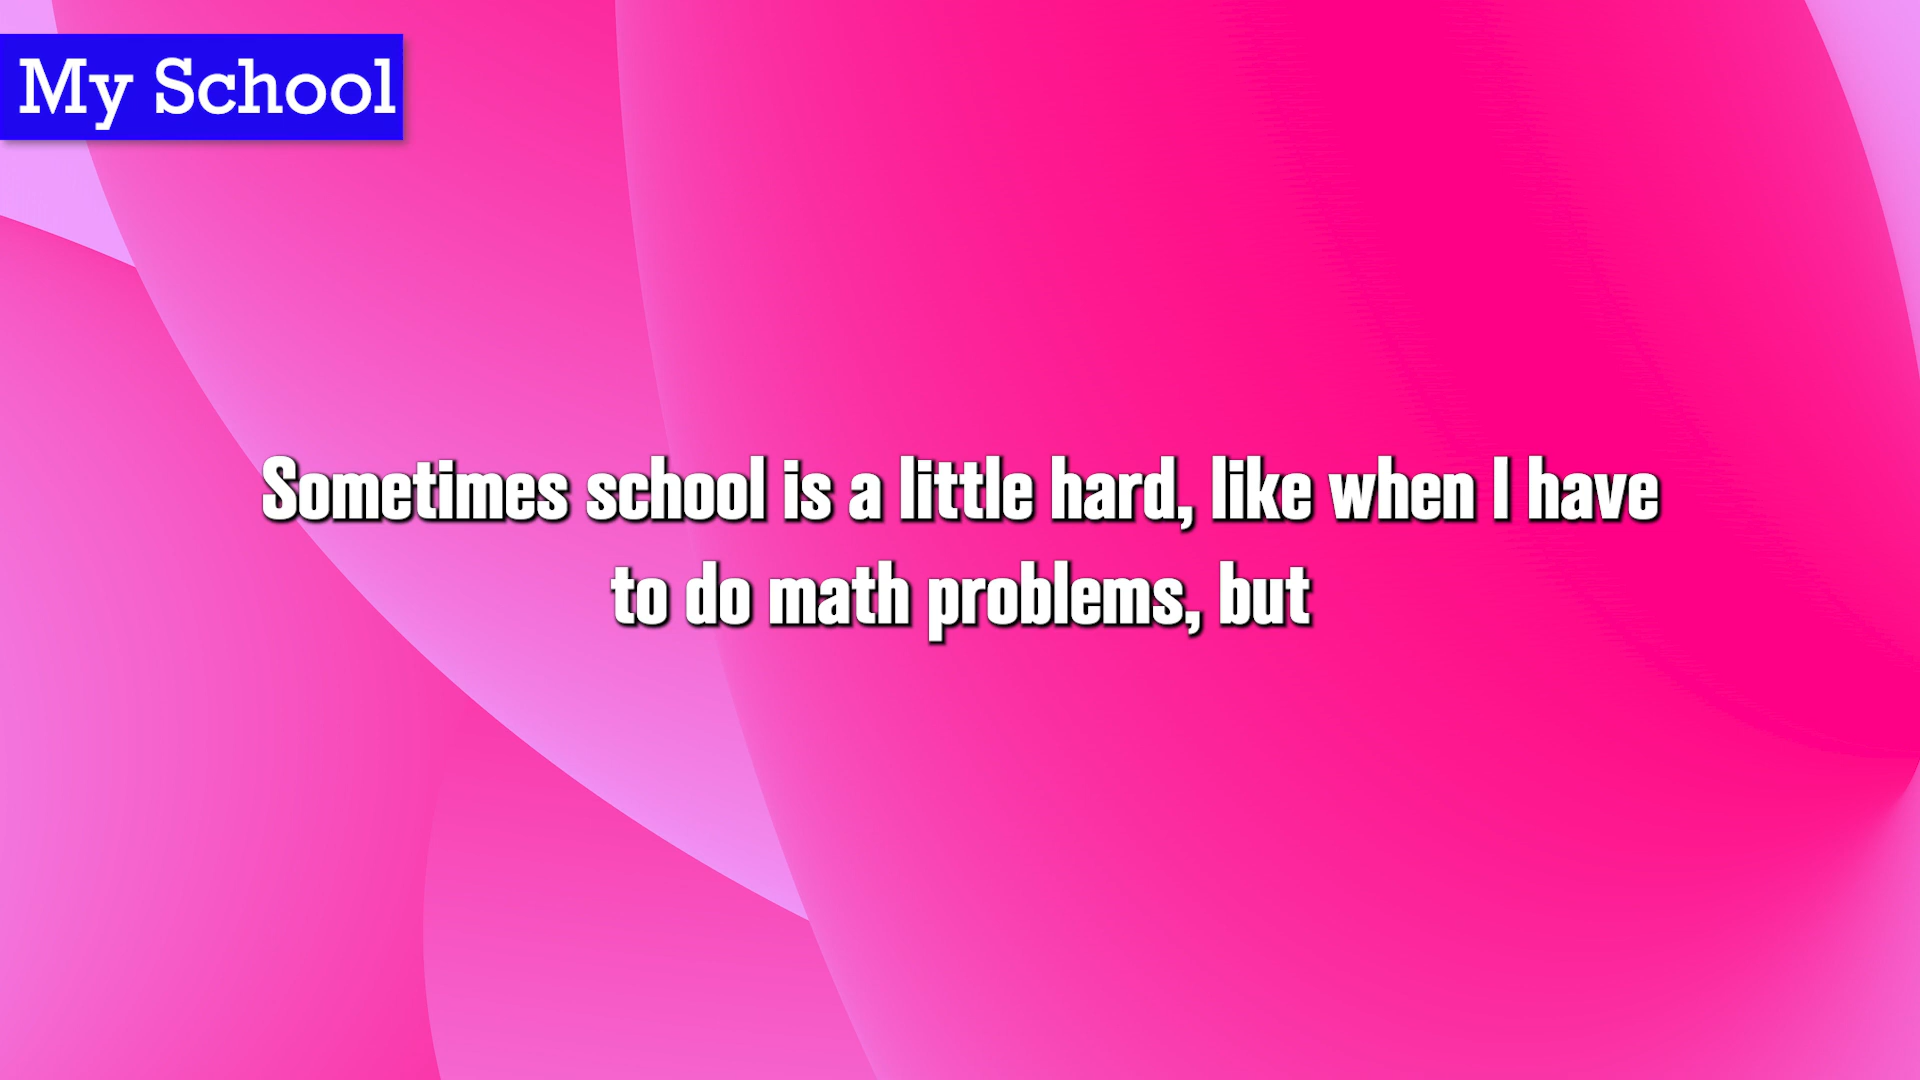 My School
Sometimes school is a little hard, like when I have
to do math problems, but